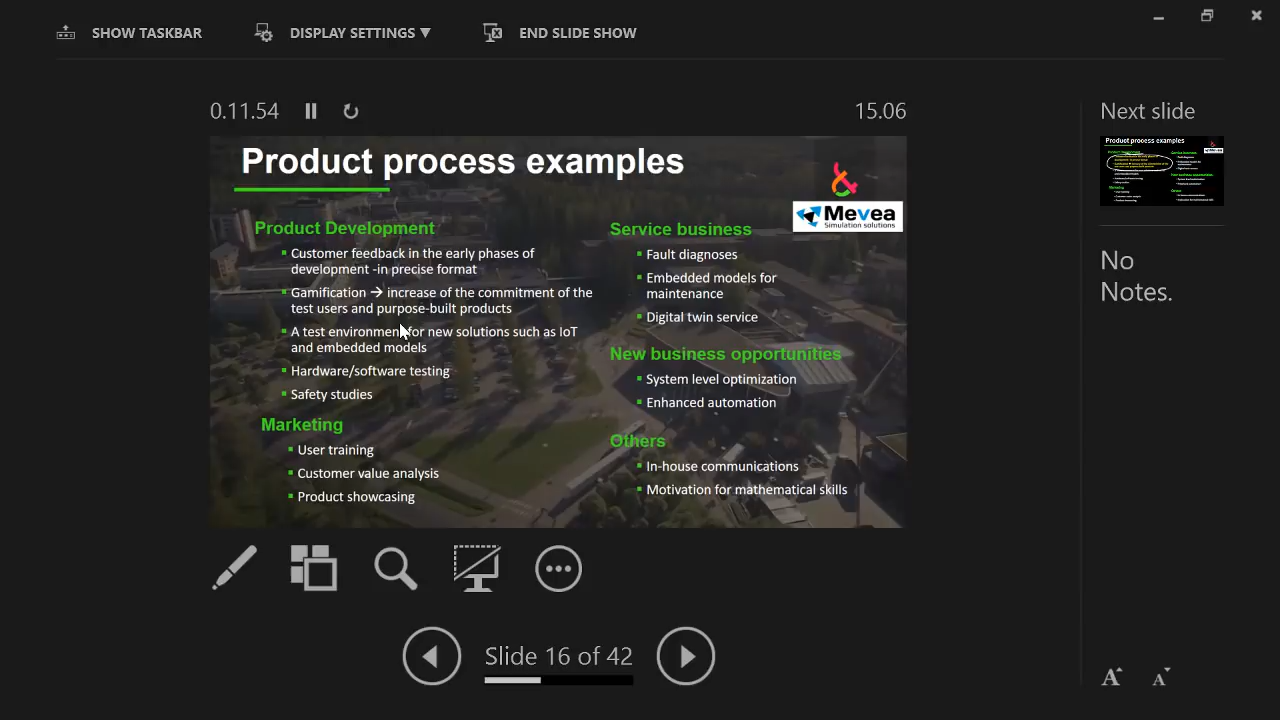 SHOW TASKBAR
DISPLAY SETTINGS ▼
END SLIDE SHOW
0.11.54
15.06
Product process examples
Mevea
Simulation solutions
Product Development
▪ Customer feedback in the early phases of
development -in precise format
▪ Gamification → increase of the commitment of the
test users and purpose-built products
▪ A test environment for new solutions such as IoT
and embedded models
▪ Hardware/software testing
▪ Safety studies
Marketing
▪ User training
▪ Customer value analysis
▪ Product showcasing
Service business
▪ Fault diagnoses
▪ Embedded models for
maintenance
▪ Digital twin service
New business opportunities
▪ System level optimization
▪ Enhanced automation
Others
▪ In-house communications
▪ Motivation for mathematical skills
Slide 16 of 42
Next slide
Product process examples
No
Notes.
A A